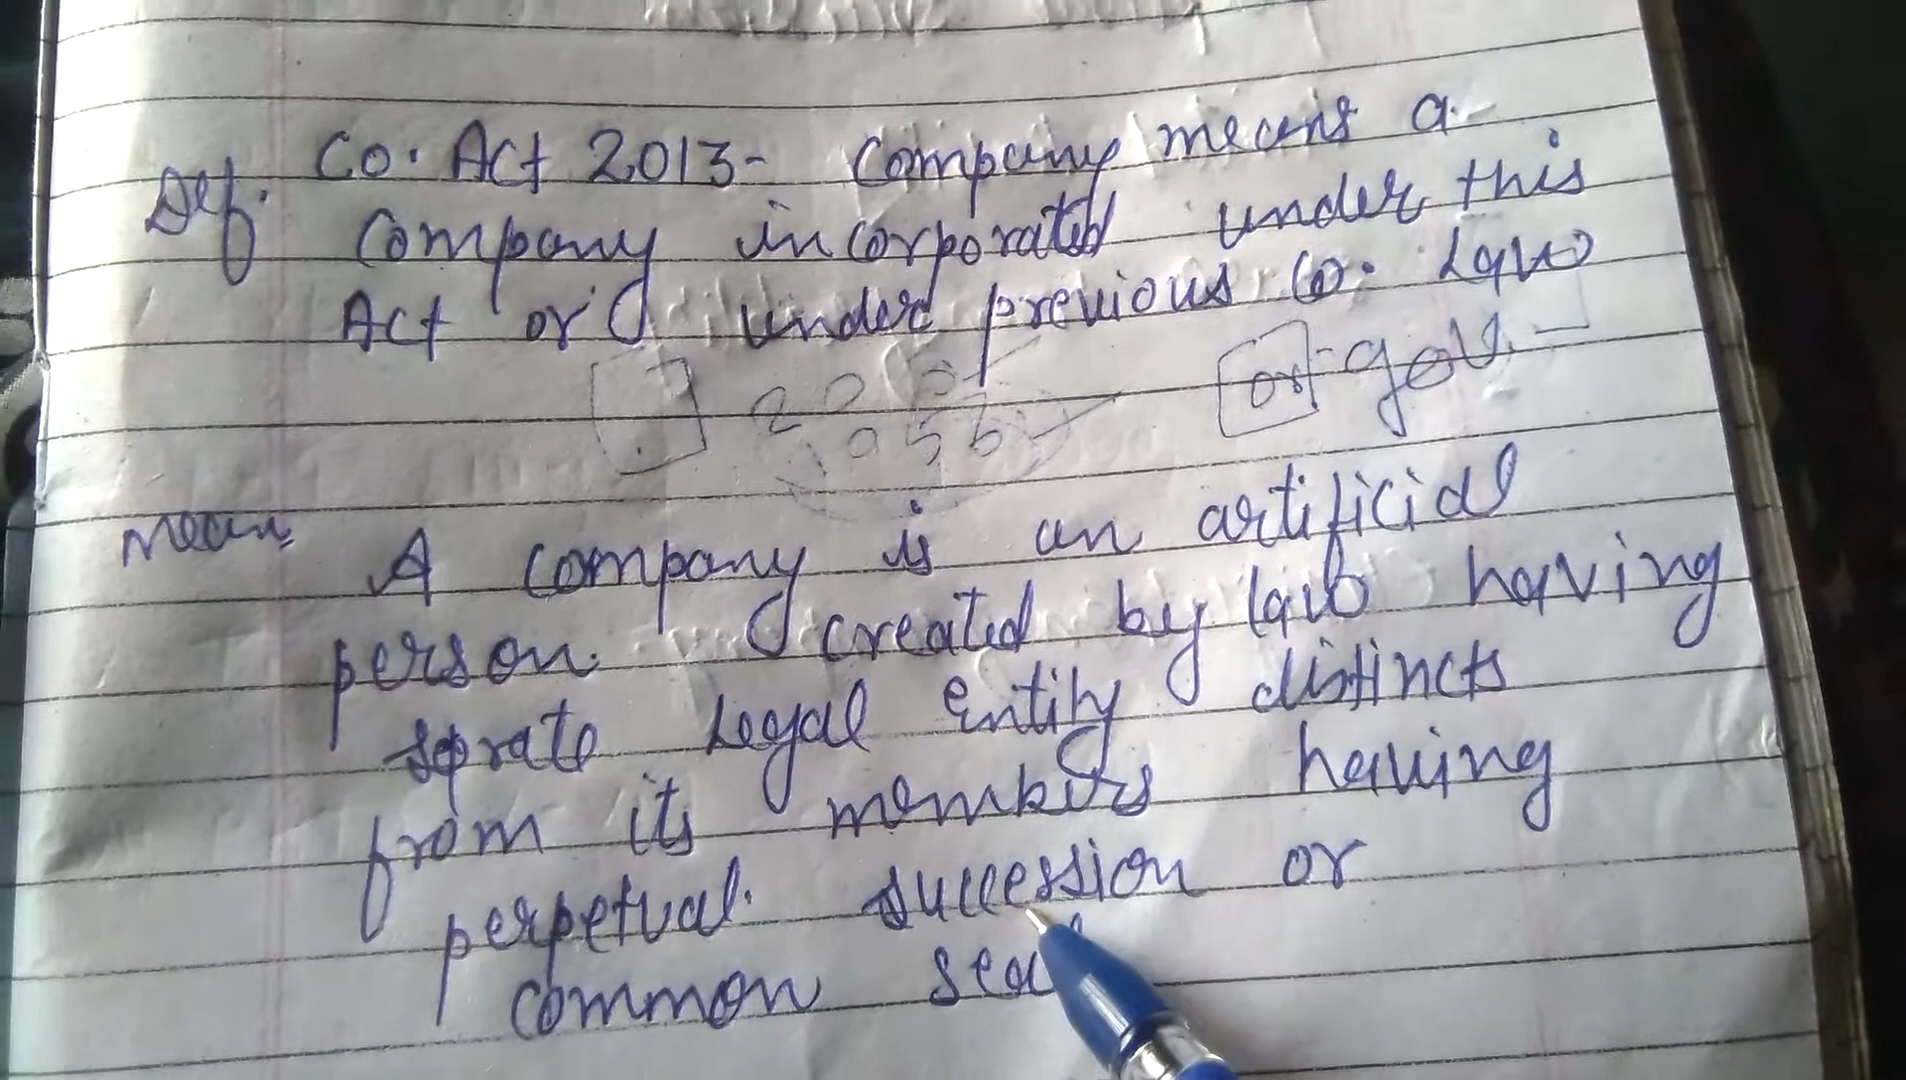 Def. Co. Act 2013- Company means a
Company incorporated under this
Act or under previous Co. Law
or gov.
2013
1956
Mean. A company is an artificial
person. created by law having
seprate Legal Entity distincts
from its members having
perpetual. succession or
common seal